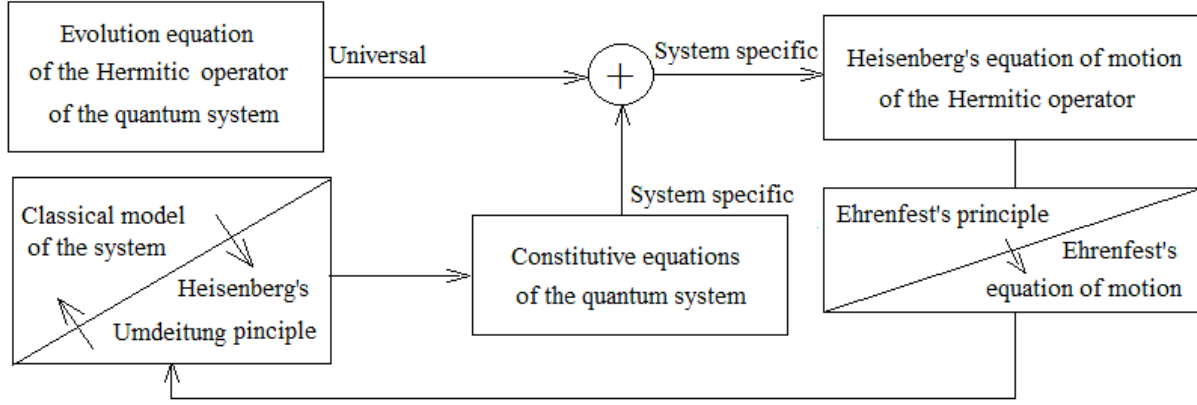 Evolution equation
of the Hermitic operator
of the quantum system
Universal
+
System specific
Heisenberg's equation of motion
of the Hermitic operator
Classical model
of the system
Heisenberg's
Umdeitung pinciple
System specific
Constitutive equations
of the quantum system
Ehrenfest's principle
Ehrenfest's
equation of motion